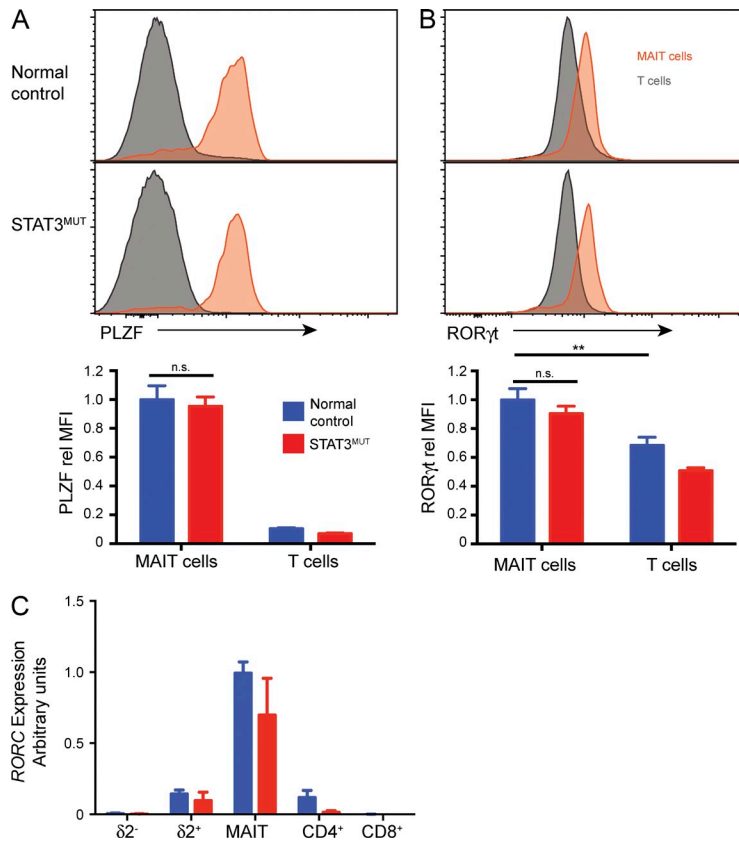 A
B
Normal
control
MAIT cells
T cells
STAT3MUT
PLZF
RORγt
n.s.
**
n.s.
1.2
1.0
0.8
0.6
0.4
0.2
0
PLZF rel MFI
Normal
control
STAT3MUT
MAIT cells
T cells
1.2
1.0
0.8
0.6
0.4
0.2
0
RORγt rel MFI
MAIT cells
T cells
C
1.5
1.0
0.5
0
RORC Expression
Arbitrary units
δ2-
δ2+
MAIT
CD4+
CD8+